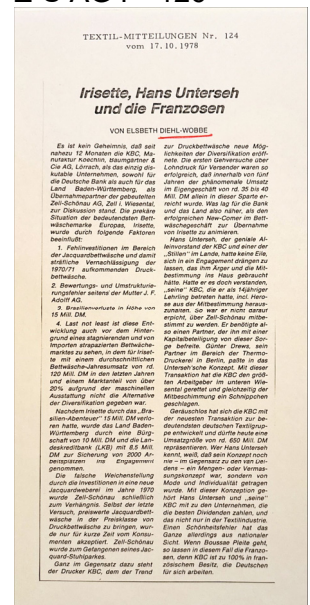 TEXTIL-MITTEILUNGEN Nr. 124
vom 17.10.1978
Irisette, Hans Unterseh
und die Franzosen
VON ELSBETH DIEHL-WOBBE
Es ist kein Geheimnis, daß seit
nahezu 12 Monaten die KBC, Ma-
nufaktur Koechlin, Baumgartner &
Cie AG, Lörrach, als das einzig dis-
kutable Unternehmen, sowohl für
die Deutsche Bank als auch für das
Land Baden-Württemberg, als
Übernahmepartner der gebeutelten
Zell-Schönau AG, Zell i. Wiesental,
zur Diskussion stand. Die prekäre
Situation der bedeutendsten Bett-
wäschemarke Europas, Irisette,
wurde durch folgende Faktoren
beeinflußt:
1. Fehlinvestitionen im Bereich
der Jacquardbettwäsche und damit
sträfliche Vernachlässigung der
1970/71 aufkommenden Druck-
bettwäsche.
2. Bewertungs- und Umstrukturie-
rungsfehler seitens der Mutter J. F.
Adolff AG.
3. Brasilienverluste in Höhe von
15 Mill. DM.
4. Last not least ist diese Ent-
wicklung auch vor dem Hinter-
grund eines stagnierenden und von
Importen strapazierten Bettwäsche-
marktes zu sehen, in dem für Iriset-
te mit einem durchschnittlichen
Bettwäsche-Jahresumsatz von rd.
120 Mill. DM in den letzten Jahren
und einem Marktanteil von über
20% aufgrund der maschinellen
Ausstattung nicht die Alternative
der Diversifikation gegeben war.
Nachdem Irisette durch das „Bra-
silien-Abenteuer" 15 Mill. DM verlo-
ren hatte, wurde das Land Baden-
Württemberg durch eine Bürg-
schaft von 10 Mill. DM und die Lan-
deskreditbank (LKB) mit 8,5 Mill.
DM zur Sicherung von 2000 Ar-
beitsplätzen ins Engagement
genommen.
Die falsche Weichenstellung
durch die Investitionen in eine neue
Jacquardweberei im Jahre 1970
wurde Zell-Schönau schließlich
zum Verhängnis. Selbst der letzte
Versuch, preiswerte Jacquardbett-
wäsche in der Preisklasse von
Druckbettwäsche zu bringen, wur-
de nur für kurze Zeit vom Konsu-
menten akzeptiert. Zell-Schönau
wurde zum Gefangenen seines Jac-
quard-Stuhlparkes.
Ganz im Gegensatz dazu steht
der Drucker KBC, dem der Trend
zur Druckbettwäsche neue Mög-
lichkeiten der Diversifikation eröff-
nete. Die ersten Gehversuche über
Lohndruck für Versender waren so
erfolgreich, daß innerhalb von fünf
Jahren der phänomenale Umsatz
im Eigengeschäft von rd. 35 bis 40
Mill. DM allein in dieser Sparte er-
reicht wurde. Was lag für die Bank
und das Land also näher, als den
erfolgreichen New-Comer im Bett-
wäschegeschäft zur Übernahme
von Irisette zu animieren.
Hans Unterseh, der geniale Al-
leinvorstand der KBC und einer der
„Stillen" im Lande, hatte keine Eile,
sich in ein Engagement drängen zu
lassen, das ihm Ärger und die Mit-
bestimmung ins Haus gebracht
hätte. Hatte er es doch verstanden,
„seine" KBC, die er als 14jähriger
Lehrling betreten hatte, incl. Hen-
se aus der Mitbestimmung heraus-
zunehmen. So war er nicht darauf
erpicht, über Zell-Schönau mitbe-
stimmt zu werden. Er benötigte al-
so einen Partner, der ihn mit einer
Kapitalbeteiligung von dieser Sor-
ge befreite. Günter Drews, sein
Partner im Bereich der Thermo-
Druckerei in Berlin, paßte in das
Unterseh'sche Konzept. Mit dieser
Transaktion hat die KBC den größ-
ten Arbeitgeber im unteren Wie-
sental gerettet und gleichzeitig der
Mitbestimmung ein Schnippchen
geschlagen.
Geräuschlos hat sich die KBC mit
der neuesten Transaktion zur be-
deutendsten deutschen Textilgrup-
pe entwickelt und dürfte heute eine
Umsatzgröße von rd. 650 Mill. DM
repräsentieren. Wer Hans Unterseh
kennt, weiß, daß sein Konzept noch
nie – im Gegensatz zu den van Del-
dens – ein Mengen- oder Vermas-
sungskonzept war, sondern von
Mode und Individualität getragen
wurde. Mit dieser Konzeption ge-
hört Hans Unterseh und „seine"
KBC mit zu den Unternehmen, die
die besten Dividenden zahlen, und
das nicht nur in der Textilindustrie.
Einen Schönheitsfehler hat das
Ganze allerdings aus nationaler
Sicht. Wenn Boussac Pleite geht,
so lassen in diesem Fall die Franzo-
sen, denn KBC ist zu 100% in fran-
zösischem Besitz, die Deutschen
für sich arbeiten.